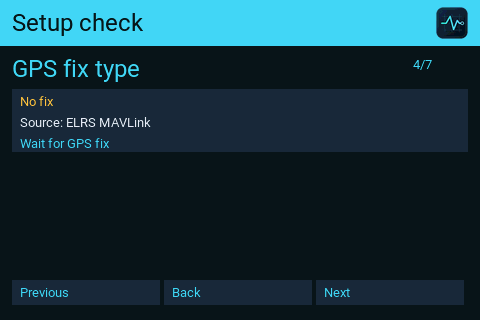 Setup check
GPS fix type
4/7
No fix
Source: ELRS MAVLink
Wait for GPS fix
Previous
Back
Next